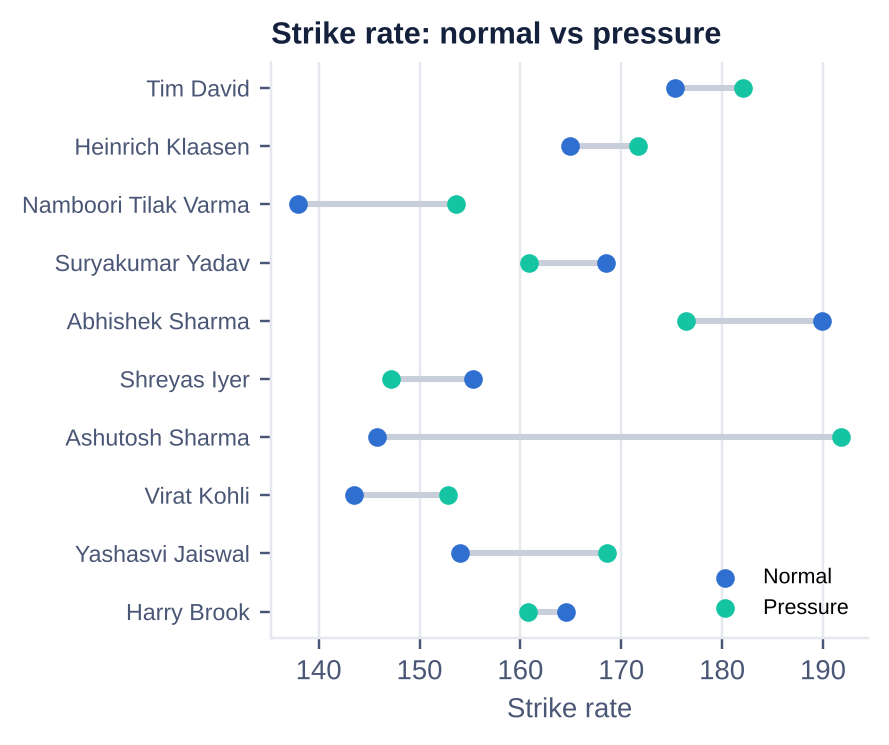 Strike rate: normal vs pressure
Tim David
Heinrich Klaasen
Namboori Tilak Varma
Suryakumar Yadav
Abhishek Sharma
Shreyas Iyer
Ashutosh Sharma
Virat Kohli
Yashasvi Jaiswal
Harry Brook
Normal
Pressure
140 150 160 170 180 190
Strike rate